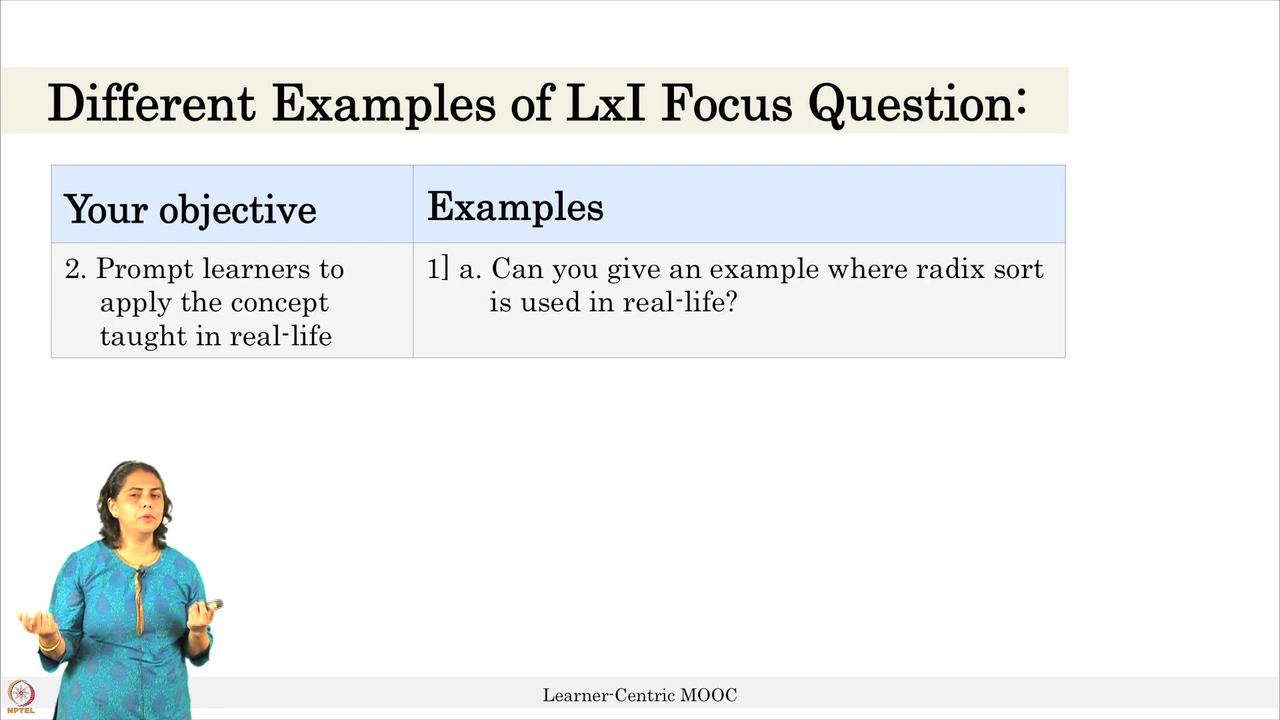 Different Examples of LxI Focus Question:
Your objective
Examples
2. Prompt learners to
apply the concept
taught in real-life
1] a. Can you give an example where radix sort
is used in real-life?
Learner-Centric MOOC
NPTEL